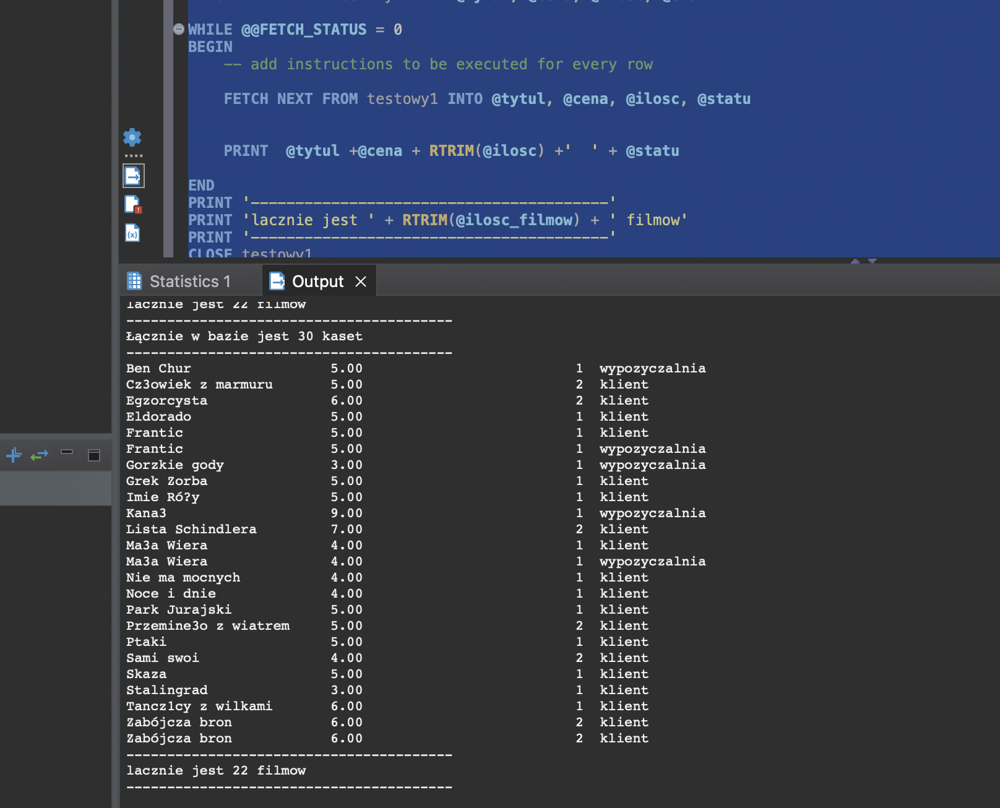 WHILE @@FETCH_STATUS = 0
BEGIN
-- add instructions to be executed for every row
FETCH NEXT FROM testowy1 INTO @tytul, @cena, @ilosc, @statu
PRINT @tytul +@cena + RTRIM(@ilosc) +' ' + @statu
END
PRINT '----------------------------------------'
PRINT 'lacznie jest ' + RTRIM(@ilosc_filmow) + ' filmow'
PRINT '----------------------------------------'
CLOSE testowy1
Statistics 1 Output
lacznie jest 22 filmow
----------------------------------------
Łącznie w bazie jest 30 kaset
----------------------------------------
Ben Chur 5.00 1 wypozyczalnia
Cz3owiek z marmuru 5.00 2 klient
Egzorcysta 6.00 2 klient
Eldorado 5.00 1 klient
Frantic 5.00 1 klient
Frantic 5.00 1 wypozyczalnia
Gorzkie gody 3.00 1 wypozyczalnia
Grek Zorba 5.00 1 klient
Imie Ró?y 5.00 1 klient
Kana3 9.00 1 wypozyczalnia
Lista Schindlera 7.00 2 klient
Ma3a Wiera 4.00 1 klient
Ma3a Wiera 4.00 1 wypozyczalnia
Nie ma mocnych 4.00 1 klient
Noce i dnie 4.00 1 klient
Park Jurajski 5.00 1 klient
Przemine3o z wiatrem 5.00 2 klient
Ptaki 5.00 1 klient
Sami swoi 4.00 2 klient
Skaza 5.00 1 klient
Stalingrad 3.00 1 klient
Tancz1cy z wilkami 6.00 1 klient
Zabójcza bron 6.00 2 klient
Zabójcza bron 6.00 2 klient
----------------------------------------
lacznie jest 22 filmow
----------------------------------------